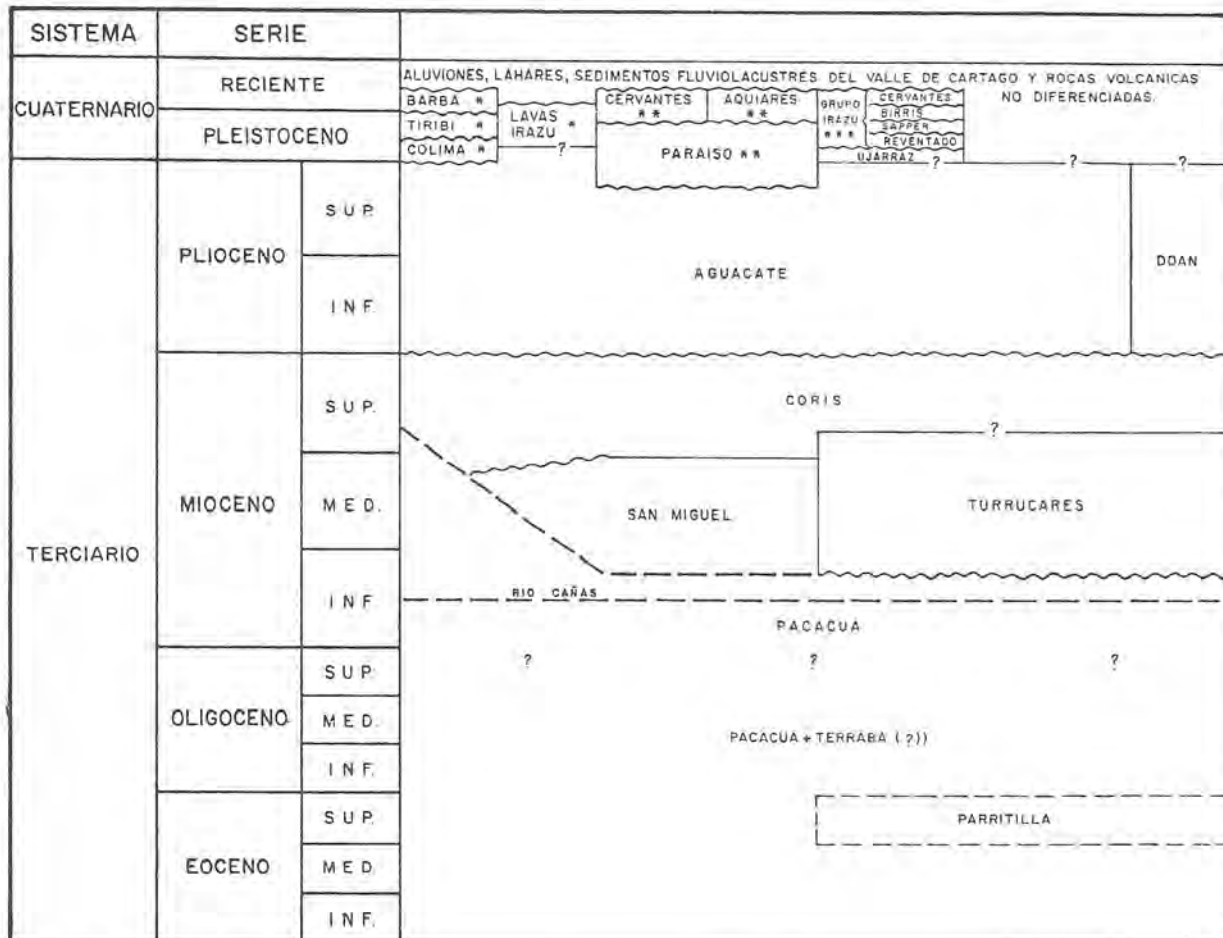 SISTEMA SERIE
CUATERNARIO
RECIENTE
PLEISTOCENO
ALUVIONES, LAHARES, SEDIMENTOS FLUVIOLACUSTRES DEL VALLE DE CARTAGO Y ROCAS VOLCANICAS
NO DIFERENCIADAS.
BARBA *
TIRIBI *
COLIMA *
LAVAS
IRAZU *
?
CERVANTES
**
AQUIARES
**
PARAISO **
GRUPO
IRAZU
***
CERVANTES
BIRRIS
SAPPER
REVENTADO
UJARRAZ ? ? ?
TERCIARIO
PLIOCENO
SUP.
INF.
AGUACATE
DOAN
MIOCENO
SUP.
MED.
INF
CORIS
?
SAN MIGUEL
TURRUCARES
RIO CAÑAS
PACACUA
? ? ?
OLIGOCENO
SUP.
MED.
INF.
PACACUA + TERRABA (?))
EOCENO
SUP.
MED.
INF.
PARRITILLA